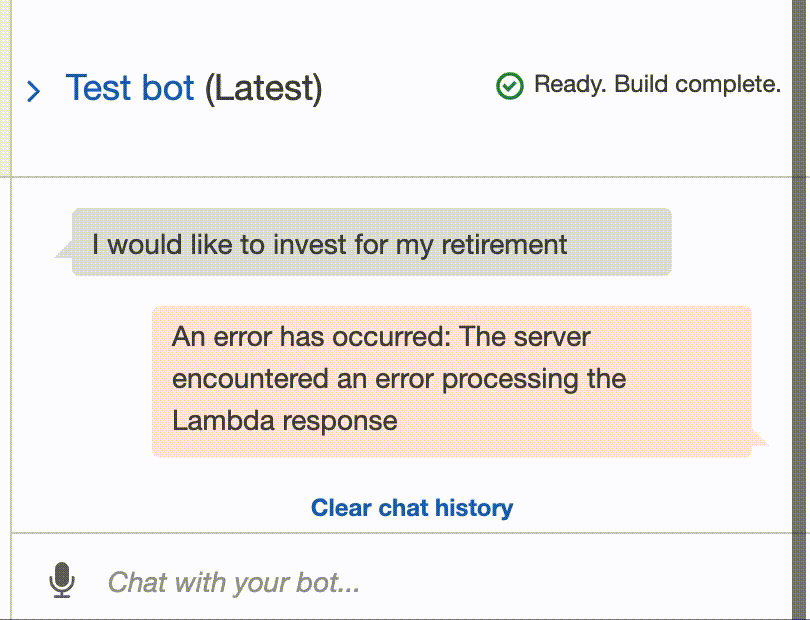 Test bot (Latest)
Ready. Build complete.
I would like to invest for my retirement
An error has occurred: The server
encountered an error processing the
Lambda response
Clear chat history
Chat with your bot...